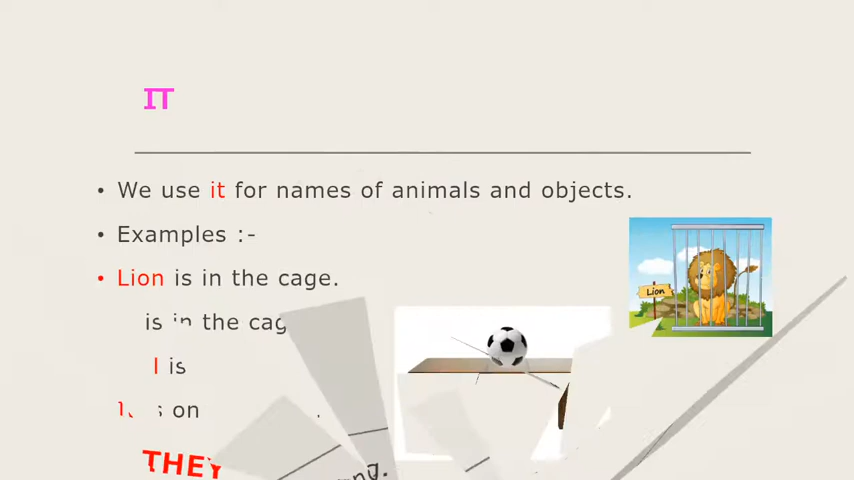 IT
• We use it for names of animals and objects.
• Examples :-
• Lion is in the cage.
Lion
is in the
is
on
THEY